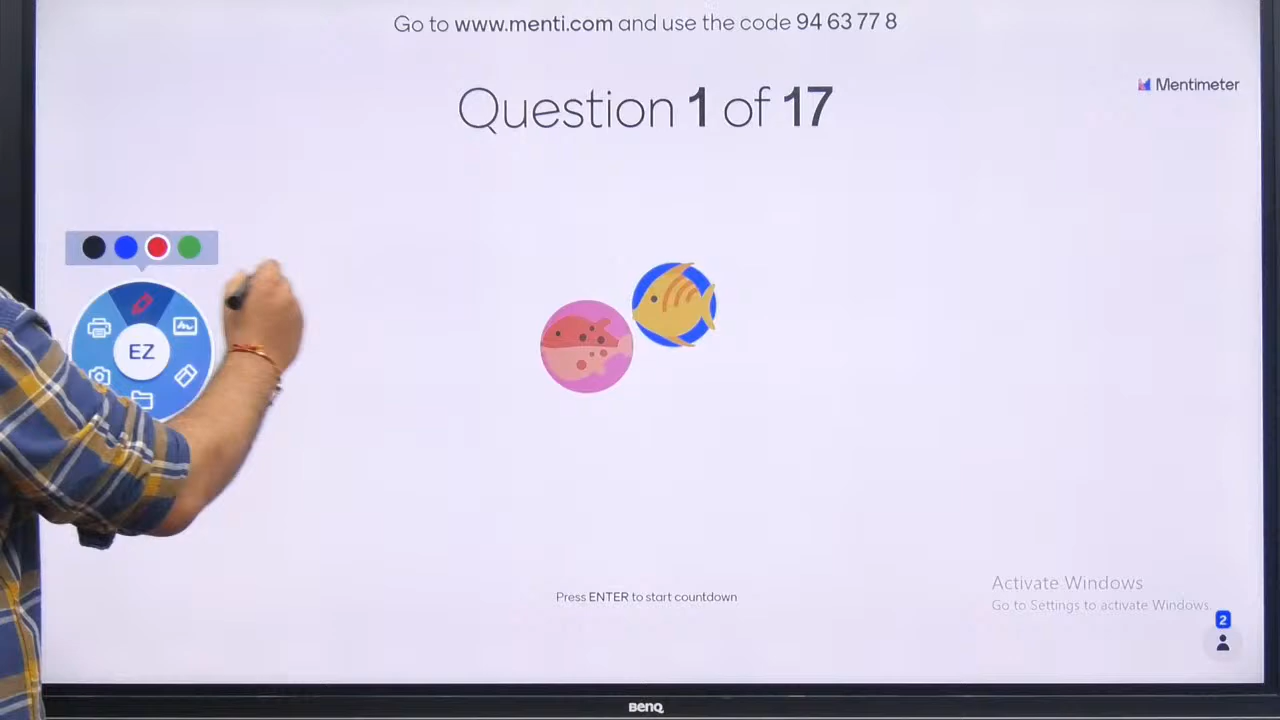 Go to www.menti.com and use the code 94 63 77 8
Mentimeter
Question 1 of 17
EZ
Press ENTER to start countdown
Activate Windows
Go to Settings to activate Windows.
2
BenQ